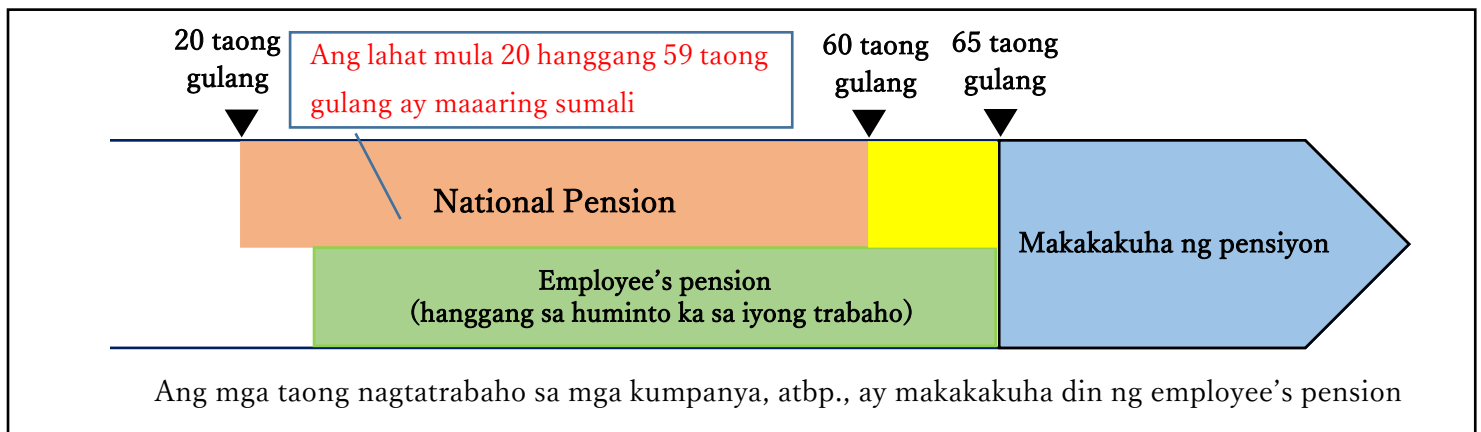 20 taong
gulang
Ang lahat mula 20 hanggang 59 taong
gulang ay maaaring sumali
60 taong
gulang
65 taong
gulang
National Pension
Employee’s pension
(hanggang sa huminto ka sa iyong trabaho)
Makakakuha ng pensiyon
Ang mga taong nagtatrabaho sa mga kumpanya, atbp., ay makakakuha din ng employee’s pension